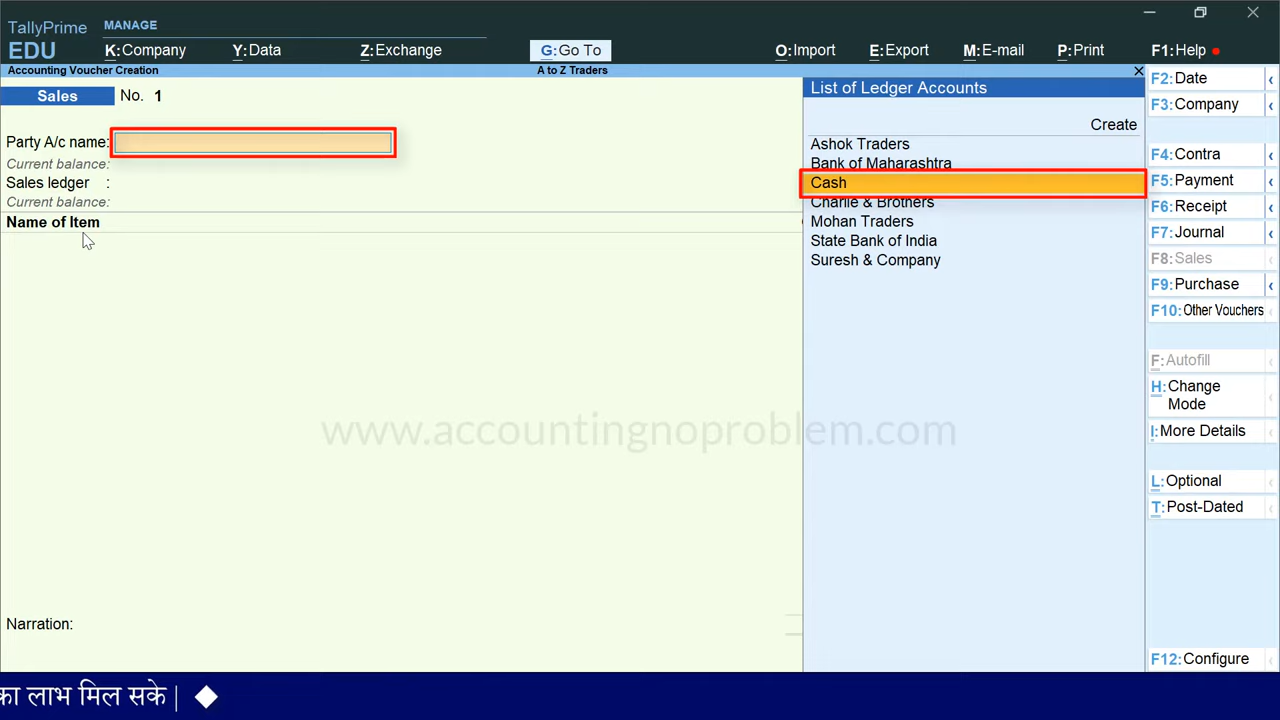 TallyPrime
EDU
MANAGE
K:Company
Y:Data
Z:Exchange
G:Go To
O:Import
E:Export
M:E-mail
P:Print
F1:Help
Accounting Voucher Creation
A to Z Traders
Sales No. 1
Party A/c name:
Current balance:
Sales ledger :
Current balance:
Name of Item
Narration:
List of Ledger Accounts
Create
Ashok Traders
Bank of Maharashtra
Cash
Charlie & Brothers
Mohan Traders
State Bank of India
Suresh & Company
F2:Date
F3:Company
F4:Contra
F5:Payment
F6:Receipt
F7:Journal
F8:Sales
F9:Purchase
F10:Other Vouchers
F:Autofill
H:Change
Mode
I:More Details
L:Optional
T:Post-Dated
F12:Configure
www.accountingnoproblem.com
का लाभ मिल सके|